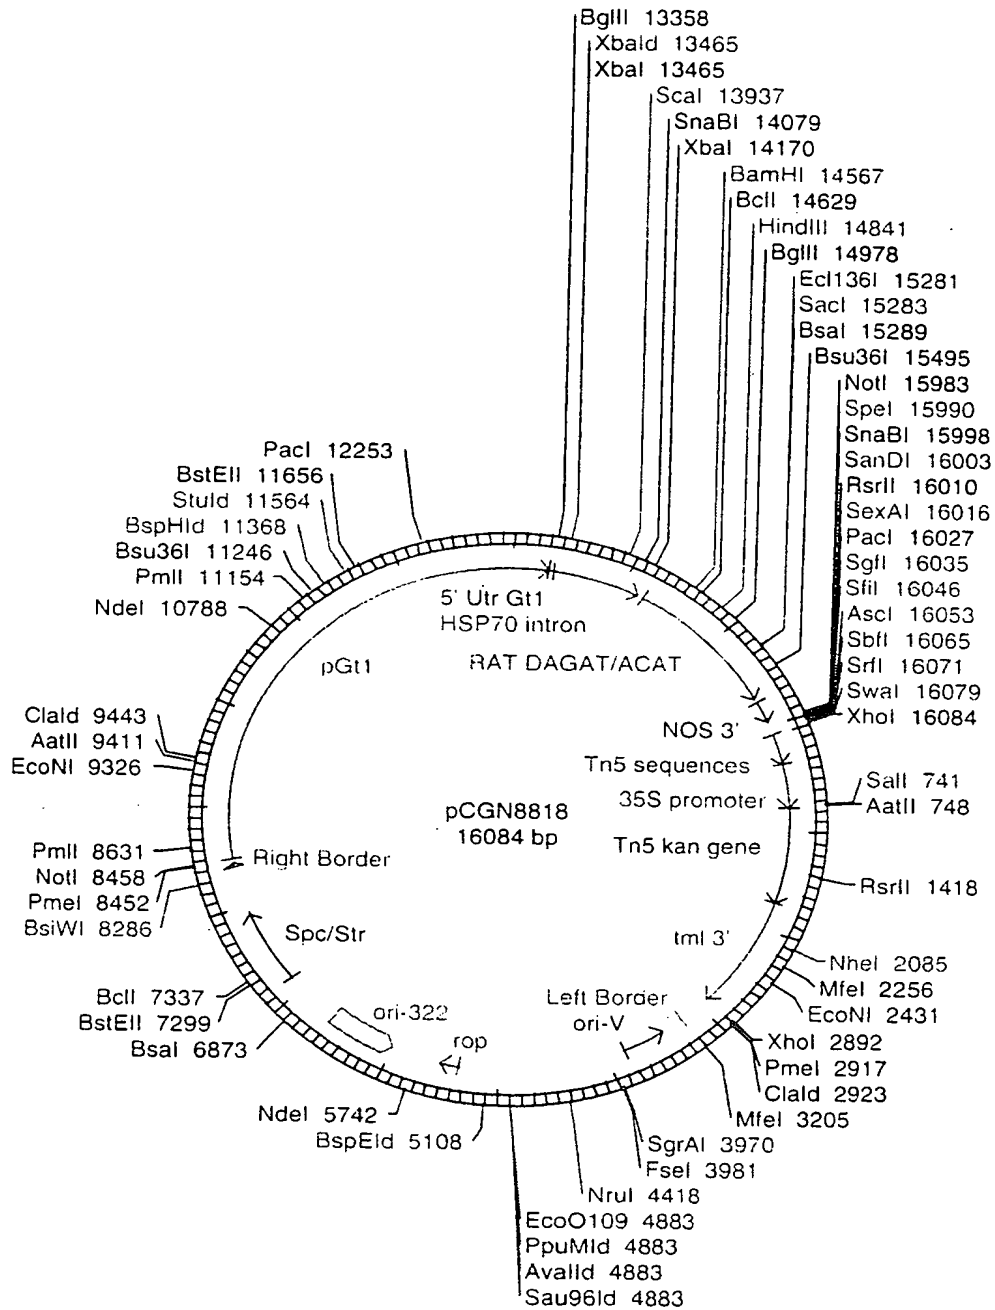 BglII 13358
XbaId 13465
XbaI 13465
ScaI 13937
SnaBI 14079
XbaI 14170
BamHI 14567
BclI 14629
HindIII 14841
BglII 14978
Ecl136I 15281
SacI 15283
BsaI 15289
Bsu36I 15495
NotI 15983
SpeI 15990
SnaBI 15998
SanDI 16003
RsrII 16010
SexAI 16016
PacI 16027
SgfI 16035
SfiI 16046
AscI 16053
SbfI 16065
SrfI 16071
SwaI 16079
XhoI 16084
PacI 12253
BstEII 11656
StuId 11564
BspHId 11368
Bsu36I 11246
PmlI 11154
NdeI 10788
ClaId 9443
AatII 9411
EcoNI 9326
PmlI 8631
NotI 8458
PmeI 8452
BsiWI 8286
BclI 7337
BstEII 7299
BsaI 6873
NdeI 5742
BspEId 5108
5' Utr Gt1
HSP70 intron
pGt1
RAT DAGAT/ACAT
NOS 3'
Tn5 sequences
35S promoter
pCGN8818
16084 bp
Tn5 kan gene
Right Border
Spc/Str
tml 3'
Left Border
ori-V
ori-322
rop
SalI 741
AatII 748
RsrII 1418
NheI 2085
MfeI 2256
EcoNI 2431
XhoI 2892
PmeI 2917
ClaId 2923
MfeI 3205
SgrAI 3970
FseI 3981
NruI 4418
EcoO109 4883
PpuMId 4883
AvaIId 4883
Sau96Id 4883